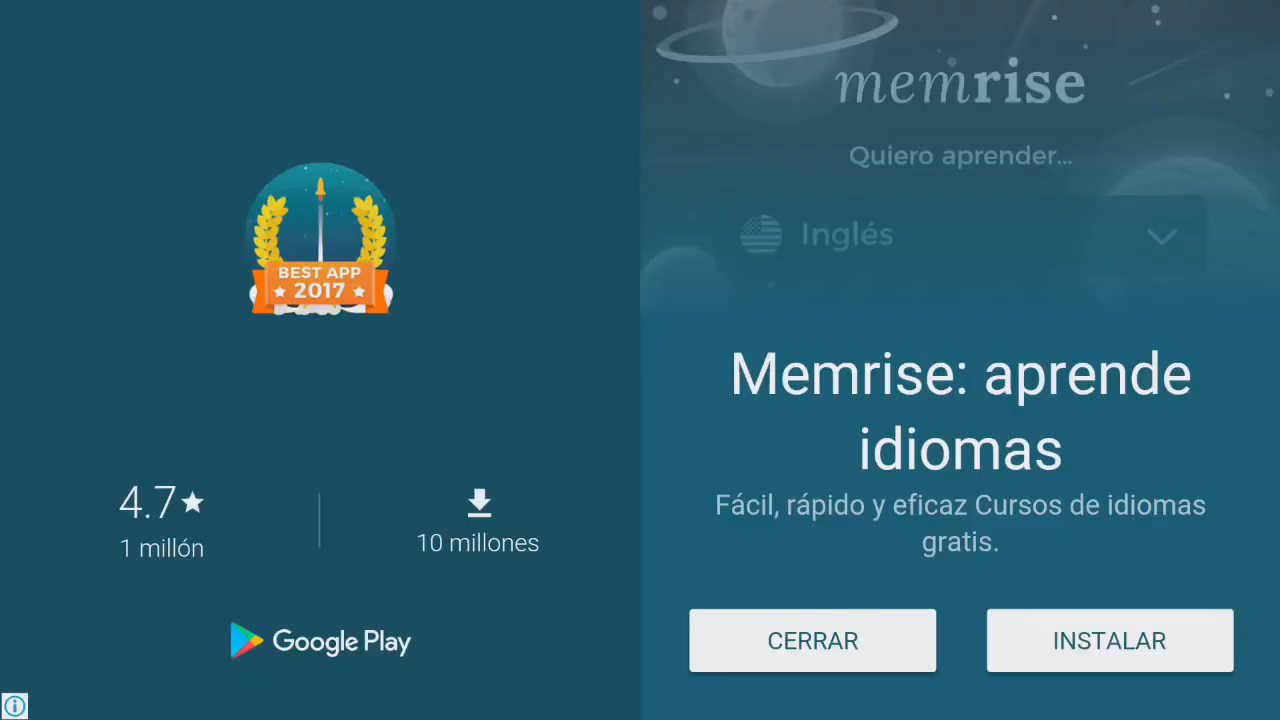 BEST APP
2017
4.7★
1 millón
10 millones
Google Play
memrise
Quiero aprender...
Inglés
Memrise: aprende
idiomas
Fácil, rápido y eficaz Cursos de idiomas
gratis.
CERRAR
INSTALAR